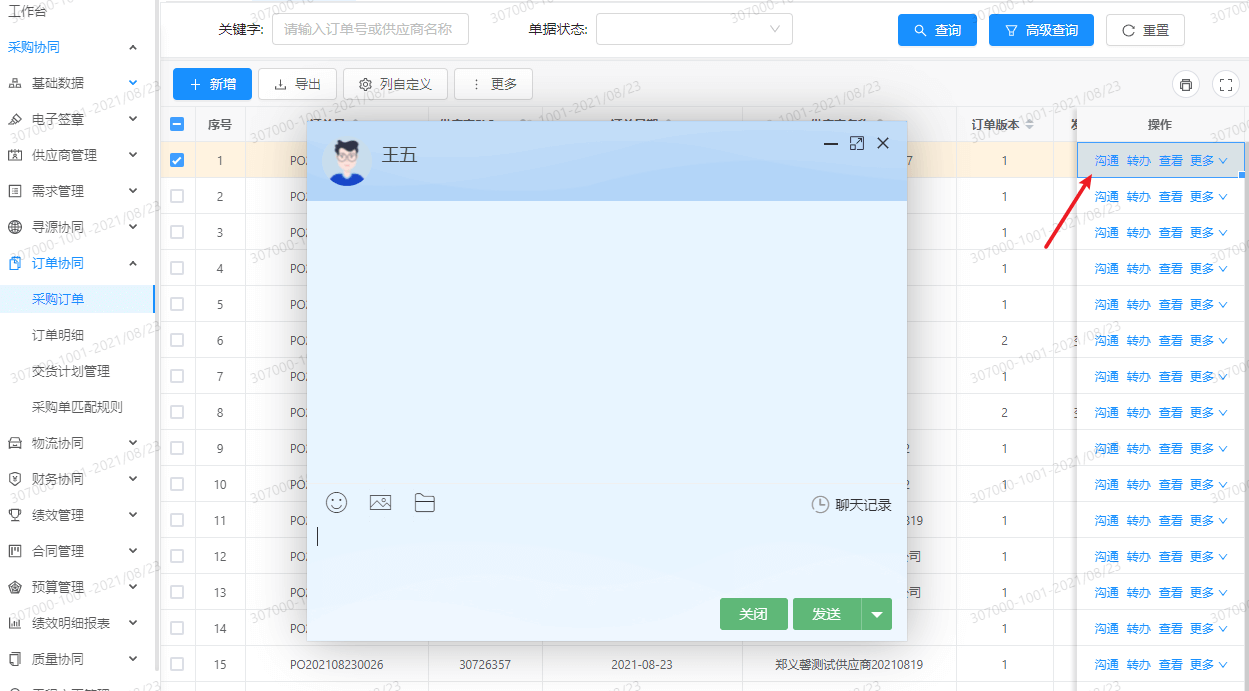 工作台
采购协同
基础数据
电子签章
供应商管理
需求管理
寻源协同
订单协同
采购订单
订单明细
交货计划管理
采购单匹配规则
物流协同
财务协同
绩效管理
合同管理
预算管理
绩效明细报表
质量协同
关键字: 请输入订单号或供应商名称 单据状态: 查询 高级查询 重置
新增 导出 列自定义 更多
序号 订单版本 操作
1 PO 7 1 沟通 转办 查看 更多
2 PO 1 沟通 转办 查看 更多
3 PO 1 沟通 转办 查看 更多
4 PO 1 沟通 转办 查看 更多
5 PO 1 沟通 转办 查看 更多
6 PO 2 沟通 转办 查看 更多
7 PO 1 沟通 转办 查看 更多
8 PO 2 沟通 转办 查看 更多
9 PO 2 1 沟通 转办 查看 更多
10 PO 2 1 沟通 转办 查看 更多
11 PO 819 1 沟通 转办 查看 更多
12 PO 公司 1 沟通 转办 查看 更多
13 PO 公司 1 沟通 转办 查看 更多
14 PO 1 沟通 转办 查看 更多
15 PO202108230026 30726357 2021-08-23 郑义馨测试供应商20210819 1 沟通 转办 查看 更多
王五
聊天记录
关闭 发送
307000-1001-2021/08/23